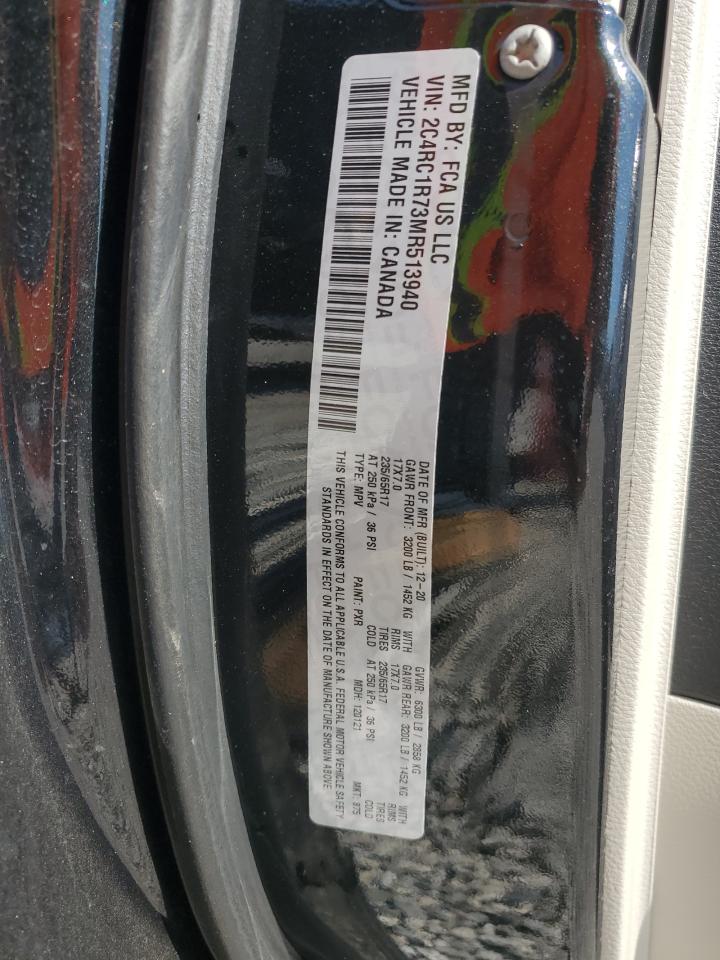 MFD BY: FCA US LLC
VIN: 2C4RC1R73MR513940
VEHICLE MADE IN: CANADA
DATE OF MFR (BUILT): 12-20 GVWR: 6300 LB / 2858 KG
GAWR FRONT: 3200 LB / 1452 KG WITH GAWR REAR: 3200 LB / 1452 KG WITH
17X7.0 RIMS 17X7.0 RIMS
235/65R17 TIRES 235/65R17 TIRES
AT 250 kPa / 36 PSI COLD AT 250 kPa / 36 PSI COLD
TYPE: MPV PAINT: PXR MDH: 120121 MKT: 875
THIS VEHICLE CONFORMS TO ALL APPLICABLE U.S.A. FEDERAL MOTOR VEHICLE SAFETY
STANDARDS IN EFFECT ON THE DATE OF MANUFACTURE SHOWN ABOVE.